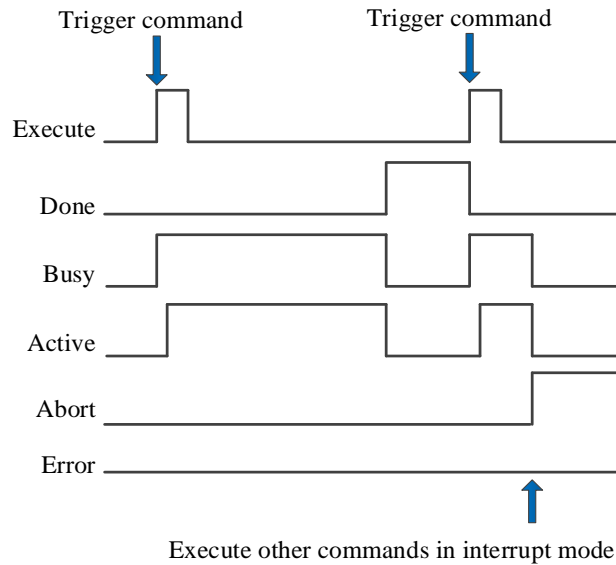 Trigger command Trigger command
Execute
Done
Busy
Active
Abort
Error
Execute other commands in interrupt mode